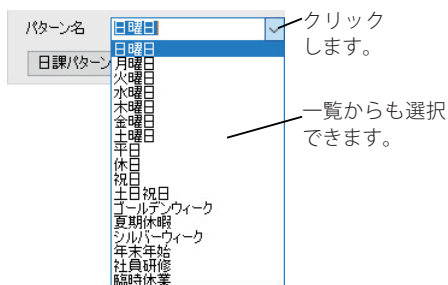 パターン名
日曜日
クリック
します。
日課パターン
日曜日
月曜日
火曜日
水曜日
木曜日
金曜日
土曜日
平日
休日
祝日
土日祝日
ゴールデンウィーク
夏期休暇
シルバーウィーク
年末年始
社員研修
臨時休業
一覧からも選択
できます。